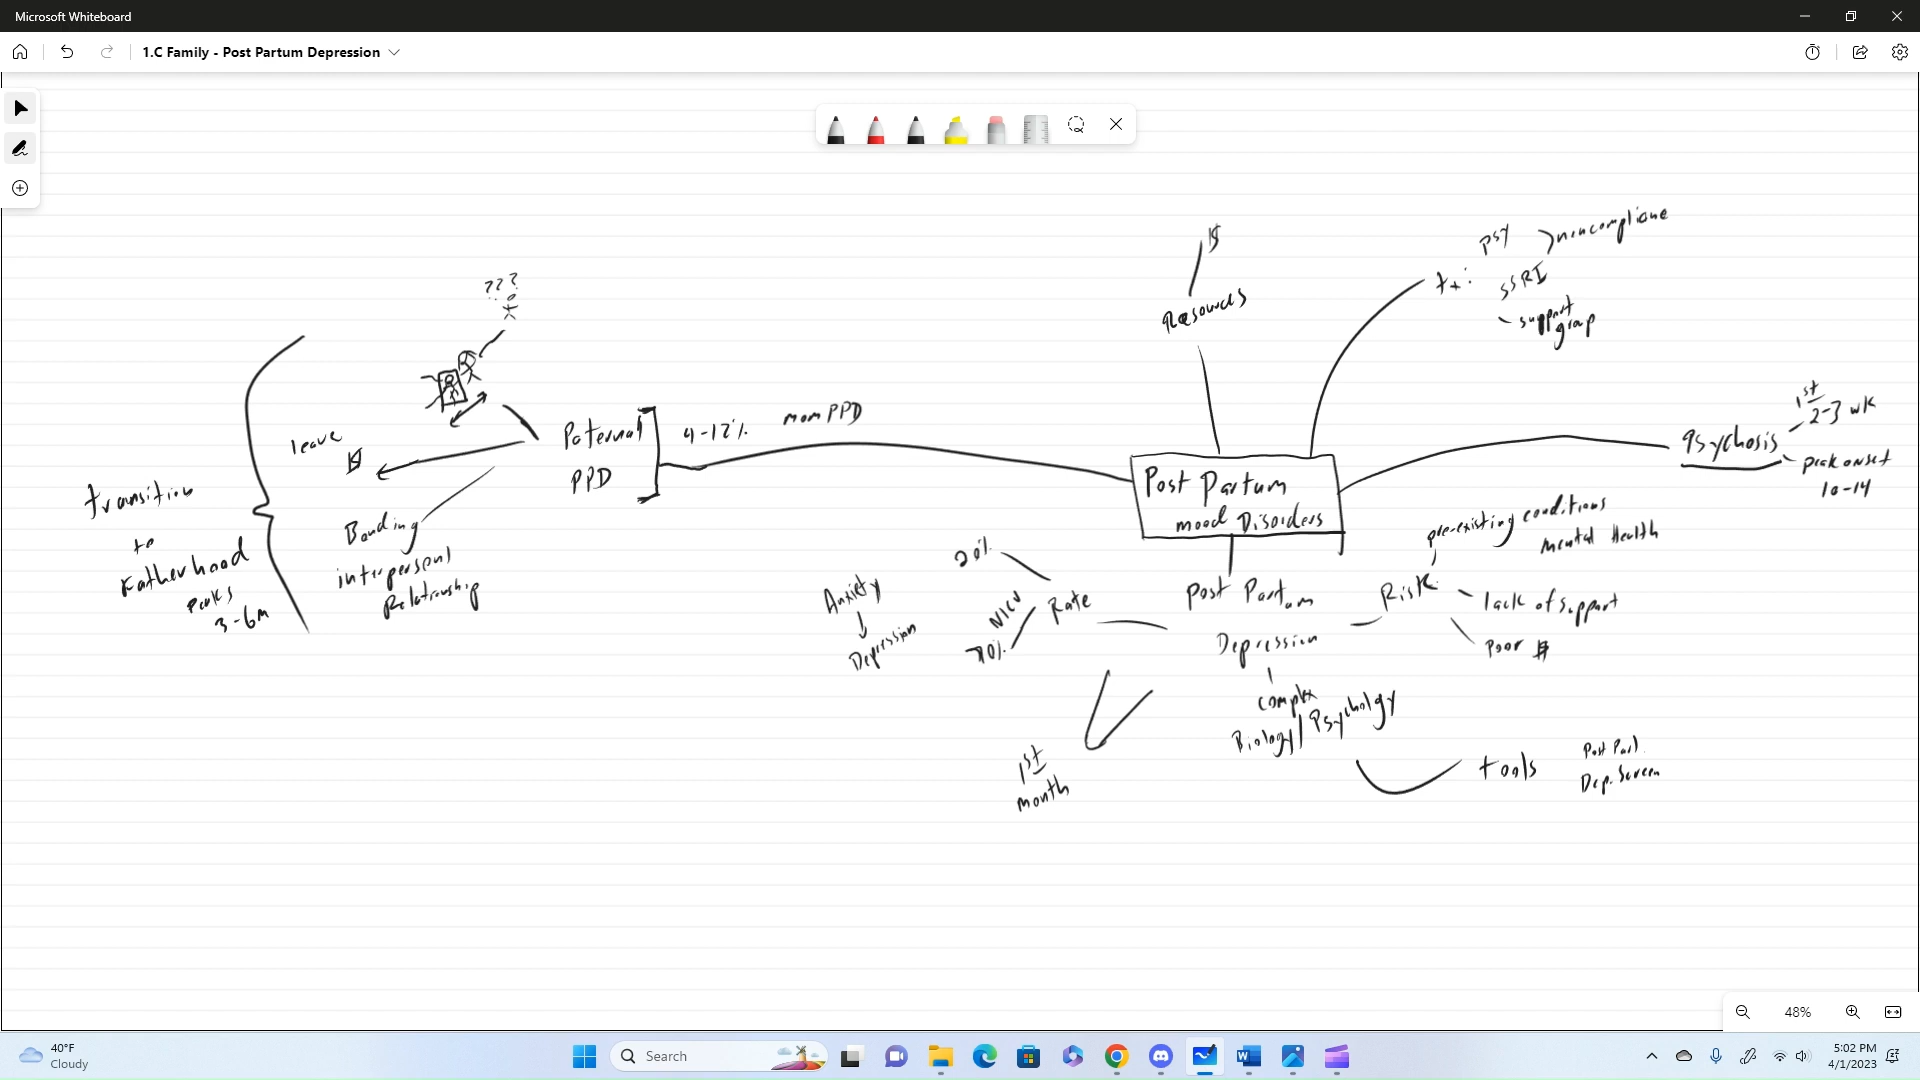 Microsoft Whiteboard
1.C Family - Post Partum Depression
$
Resources
tx:
psy
noncompliane
SSRI
- support
group
???
Paternal
PPD
4-12%
mom PPD
leave
$
Bonding
interpersonl
Relationship
transition
to
Fatherhood
peaks
3-6m
Post Partum
mood Disorders
Psychosis
1st
2-3 wk
peak onset
10-14
Post Partum
Depression
Risk
pre-existing conditions
Mental Health
lack of support
Poor $
Rate
20%
NICU
70%
Anxiety
Depression
1st
month
complex
Biology/Psycholgy
tools
Post Part.
Dep. Screen
48%
40°F
Cloudy
Search
5:02 PM
4/1/2023